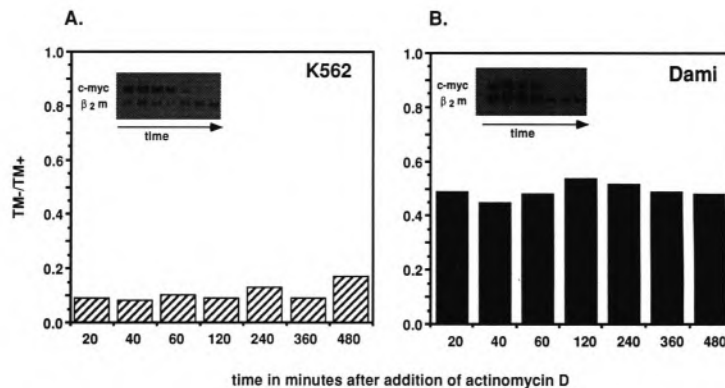 A.
1.0
0.8
0.6
0.4
0.2
0.0
TM-/TM+
K562
c-myc
β2m
time
20 40 60 120 240 360 480
B.
1.0
0.8
0.6
0.4
0.2
0.0
Dami
c-myc
β2m
time
20 40 60 120 240 360 480
time in minutes after addition of actinomycin D